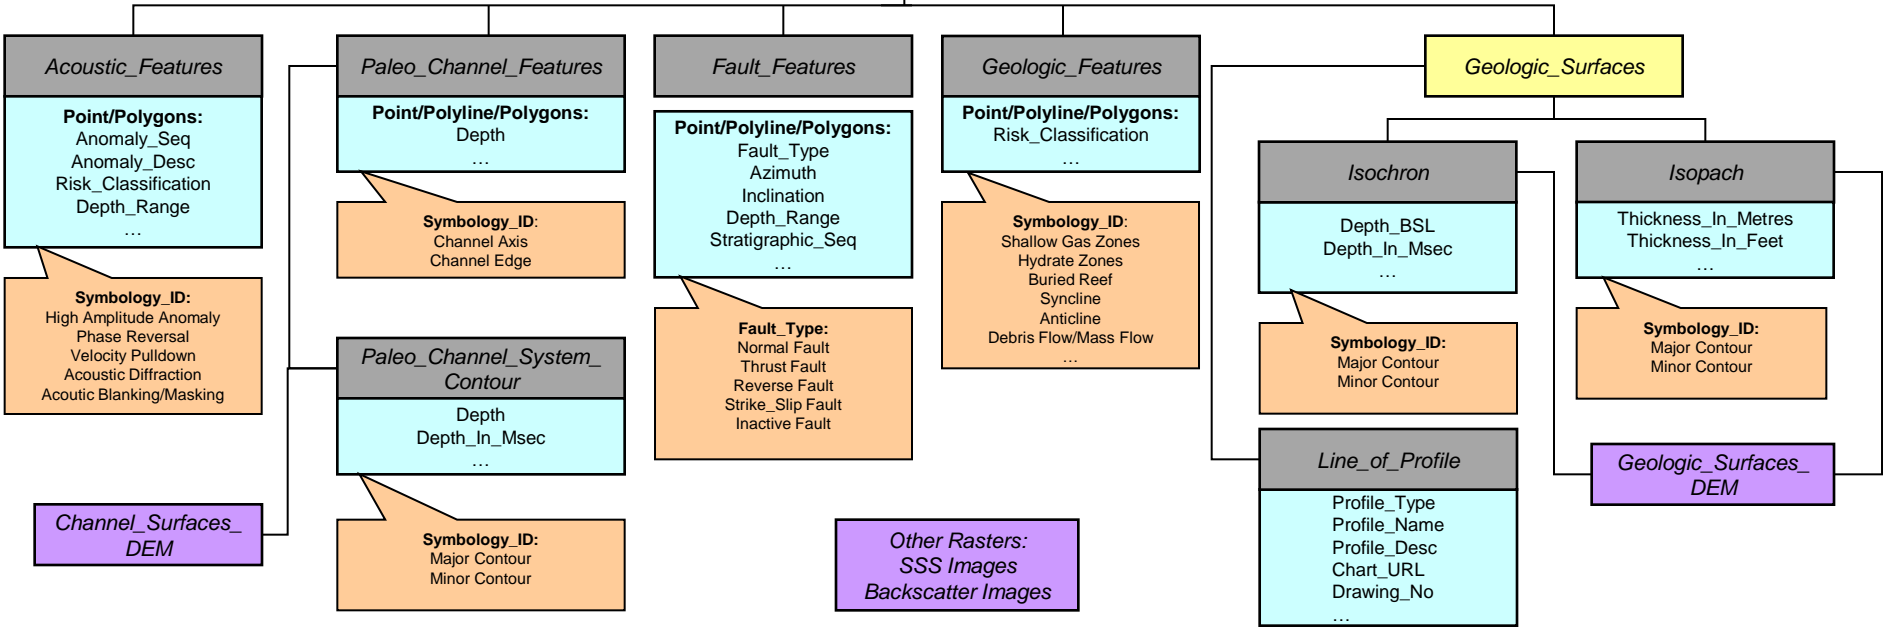 Acoustic_Features
Point/Polygons:
Anomaly_Seq
Anomaly_Desc
Risk_Classification
Depth_Range
…
Symbology_ID:
High Amplitude Anomaly
Phase Reversal
Velocity Pulldown
Acoustic Diffraction
Acoutic Blanking/Masking
Paleo_Channel_Features
Point/Polyline/Polygons:
Depth
…
Symbology_ID:
Channel Axis
Channel Edge
Paleo_Channel_System_
Contour
Depth
Depth_In_Msec
…
Symbology_ID:
Major Contour
Minor Contour
Channel_Surfaces_
DEM
Fault_Features
Point/Polyline/Polygons:
Fault_Type
Azimuth
Inclination
Depth_Range
Stratigraphic_Seq
…
Fault_Type:
Normal Fault
Thrust Fault
Reverse Fault
Strike_Slip Fault
Inactive Fault
Geologic_Features
Point/Polyline/Polygons:
Risk_Classification
…
Symbology_ID:
Shallow Gas Zones
Hydrate Zones
Buried Reef
Syncline
Anticline
Debris Flow/Mass Flow
…
Other Rasters:
SSS Images
Backscatter Images
Geologic_Surfaces
Isochron
Depth_BSL
Depth_In_Msec
…
Symbology_ID:
Major Contour
Minor Contour
Isopach
Thickness_In_Metres
Thickness_In_Feet
…
Symbology_ID:
Major Contour
Minor Contour
Line_of_Profile
Profile_Type
Profile_Name
Profile_Desc
Chart_URL
Drawing_No
…
Geologic_Surfaces_
DEM